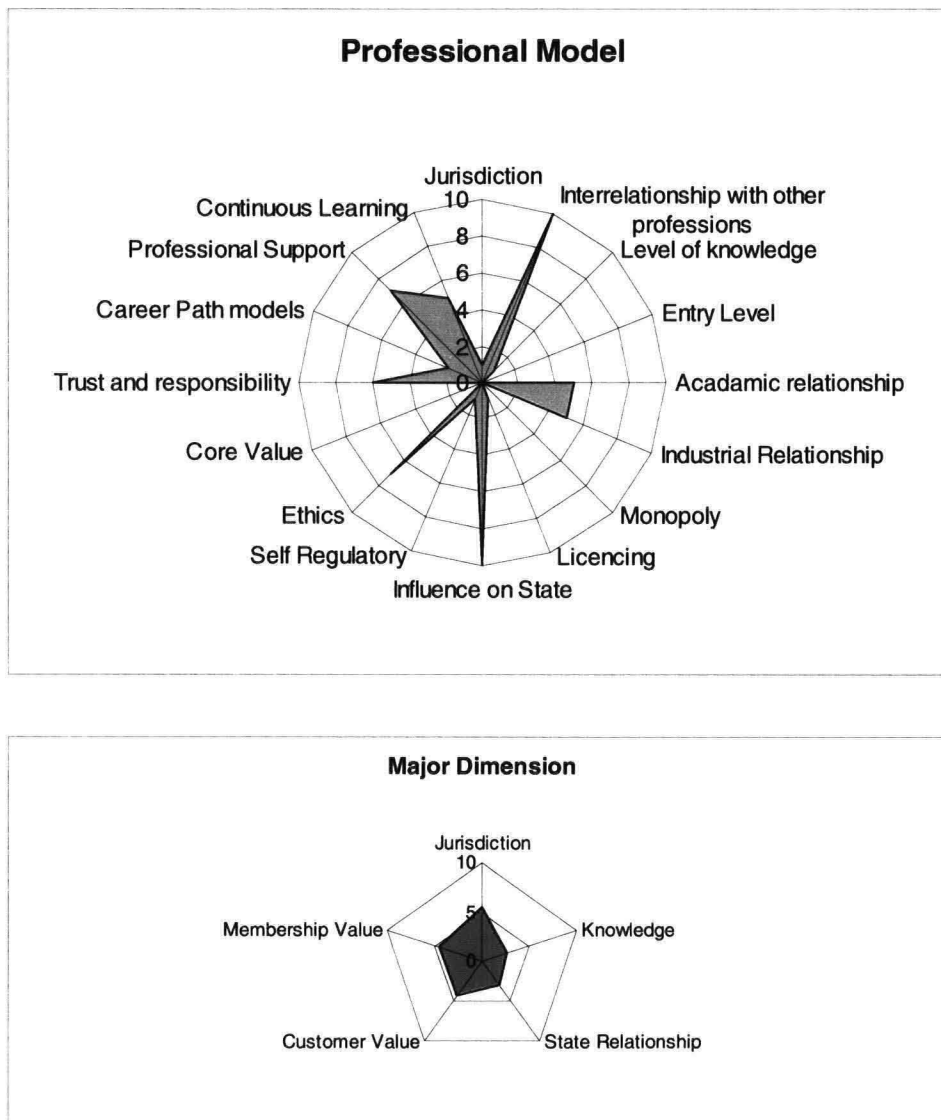 Professional Model
Jurisdiction
Interrelationship with other
professions
Level of knowledge
Entry Level
Acadamic relationship
Industrial Relationship
Monopoly
Licencing
Influence on State
Self Regulatory
Ethics
Core Value
Trust and responsibility
Career Path models
Professional Support
Continuous Learning
10
8
6
4
2
0
Major Dimension
Jurisdiction
10
5
0
Membership Value
Knowledge
Customer Value
State Relationship